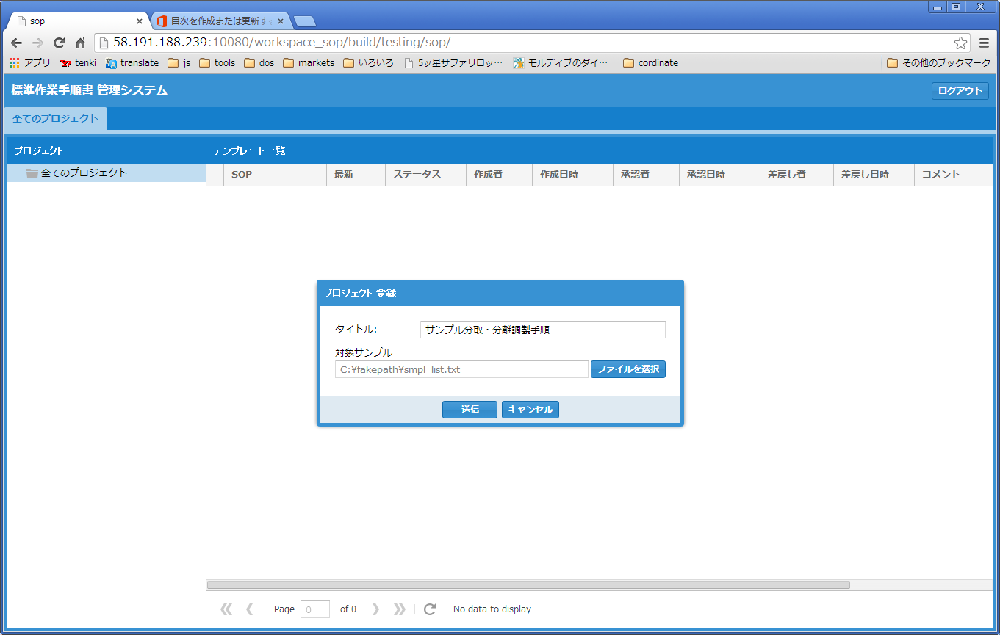 sop
目次を作成または更新する
58.191.188.239:10080/workspace_sop/build/testing/sop/
アプリ yenki translate js tools dos markets いろいろ 5ッ星サファリロッ… モルディブのダイ… cordinate その他のブックマーク
標準作業手順書 管理システム ログアウト
全てのプロジェクト
プロジェクト テンプレート一覧
全てのプロジェクト SOP 最新 ステータス 作成者 作成日時 承認者 承認日時 差戻し者 差戻し日時 コメント
プロジェクト 登録
タイトル: サンプル分取・分離調製手順
対象サンプル
C:¥fakepath¥smpl_list.txt ファイルを選択
送信 キャンセル
Page 0 of 0 No data to display